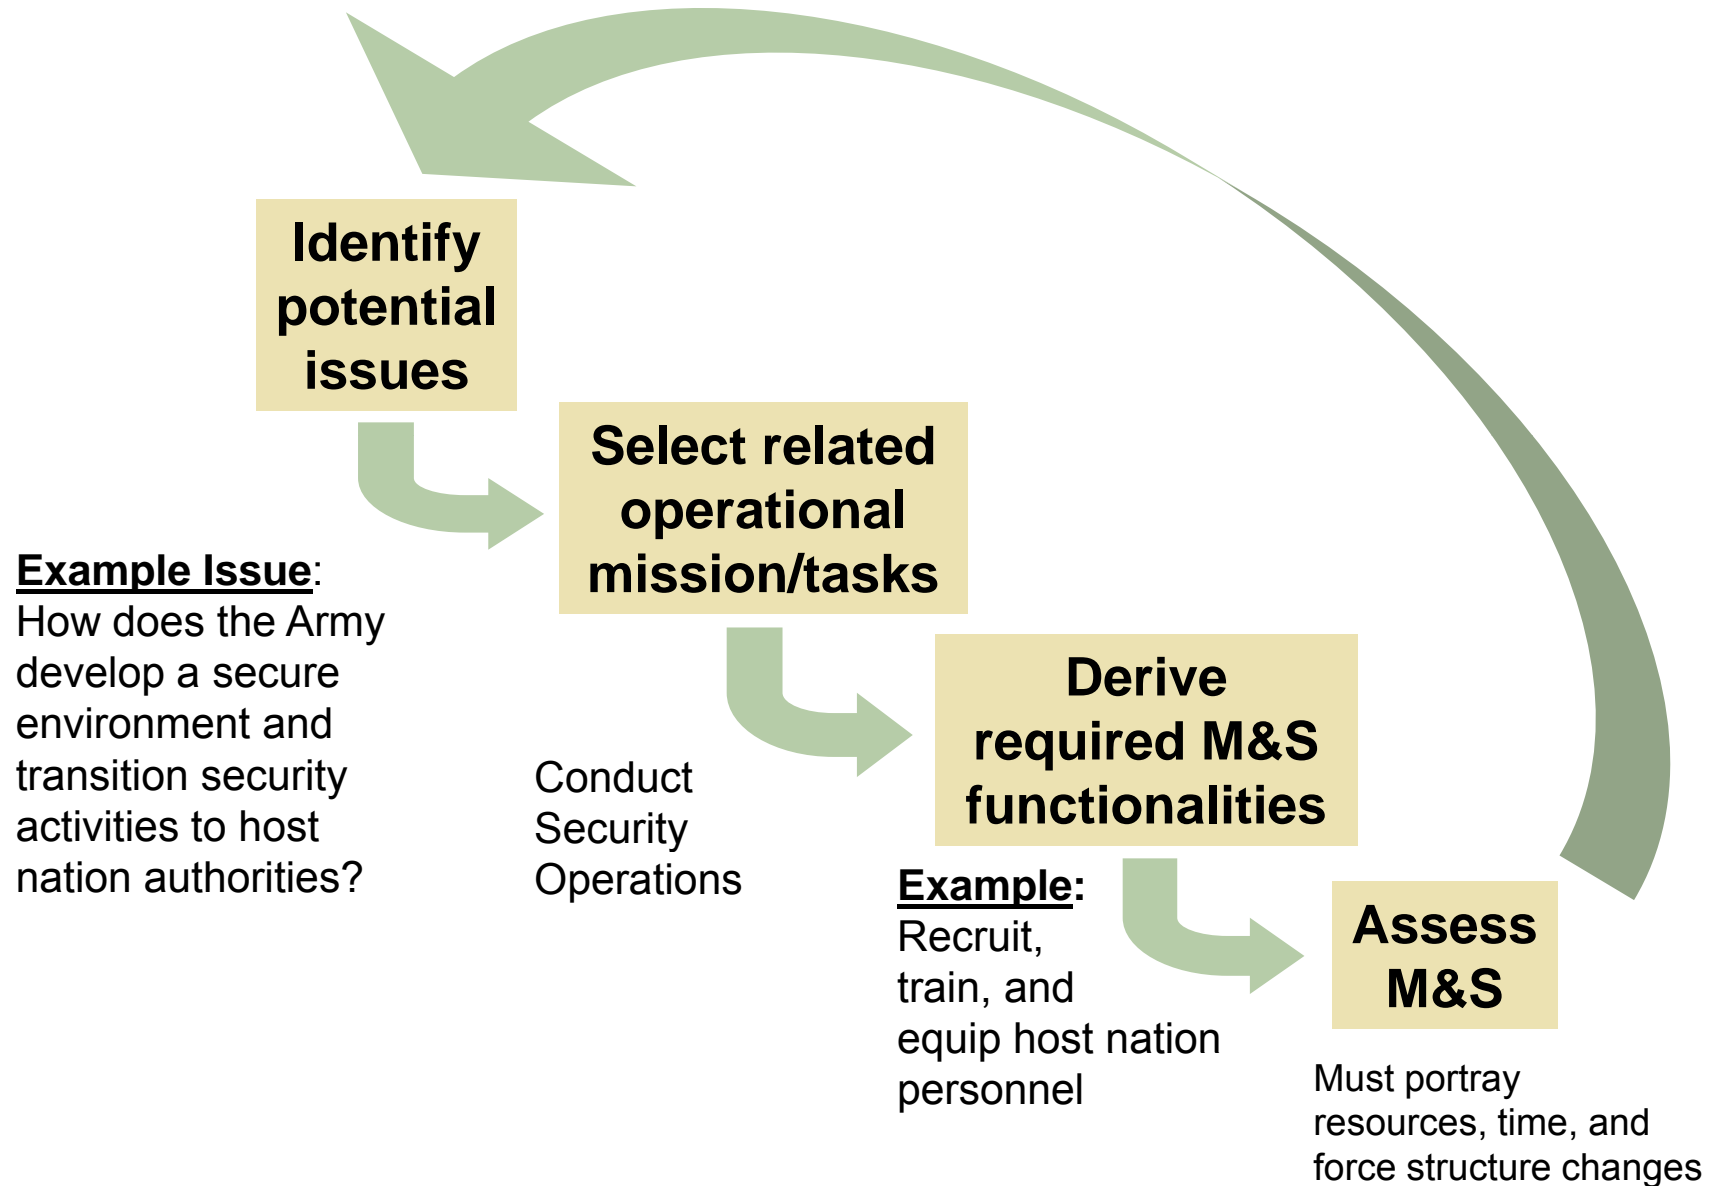 Identify
potential
issues
Select related
operational
mission/tasks
Example Issue:
How does the Army
develop a secure
environment and
transition security
activities to host
nation authorities?
Conduct
Security
Operations
Derive
required M&S
functionalities
Example:
Recruit,
train, and
equip host nation
personnel
Assess
M&S
Must portray
resources, time, and
force structure changes